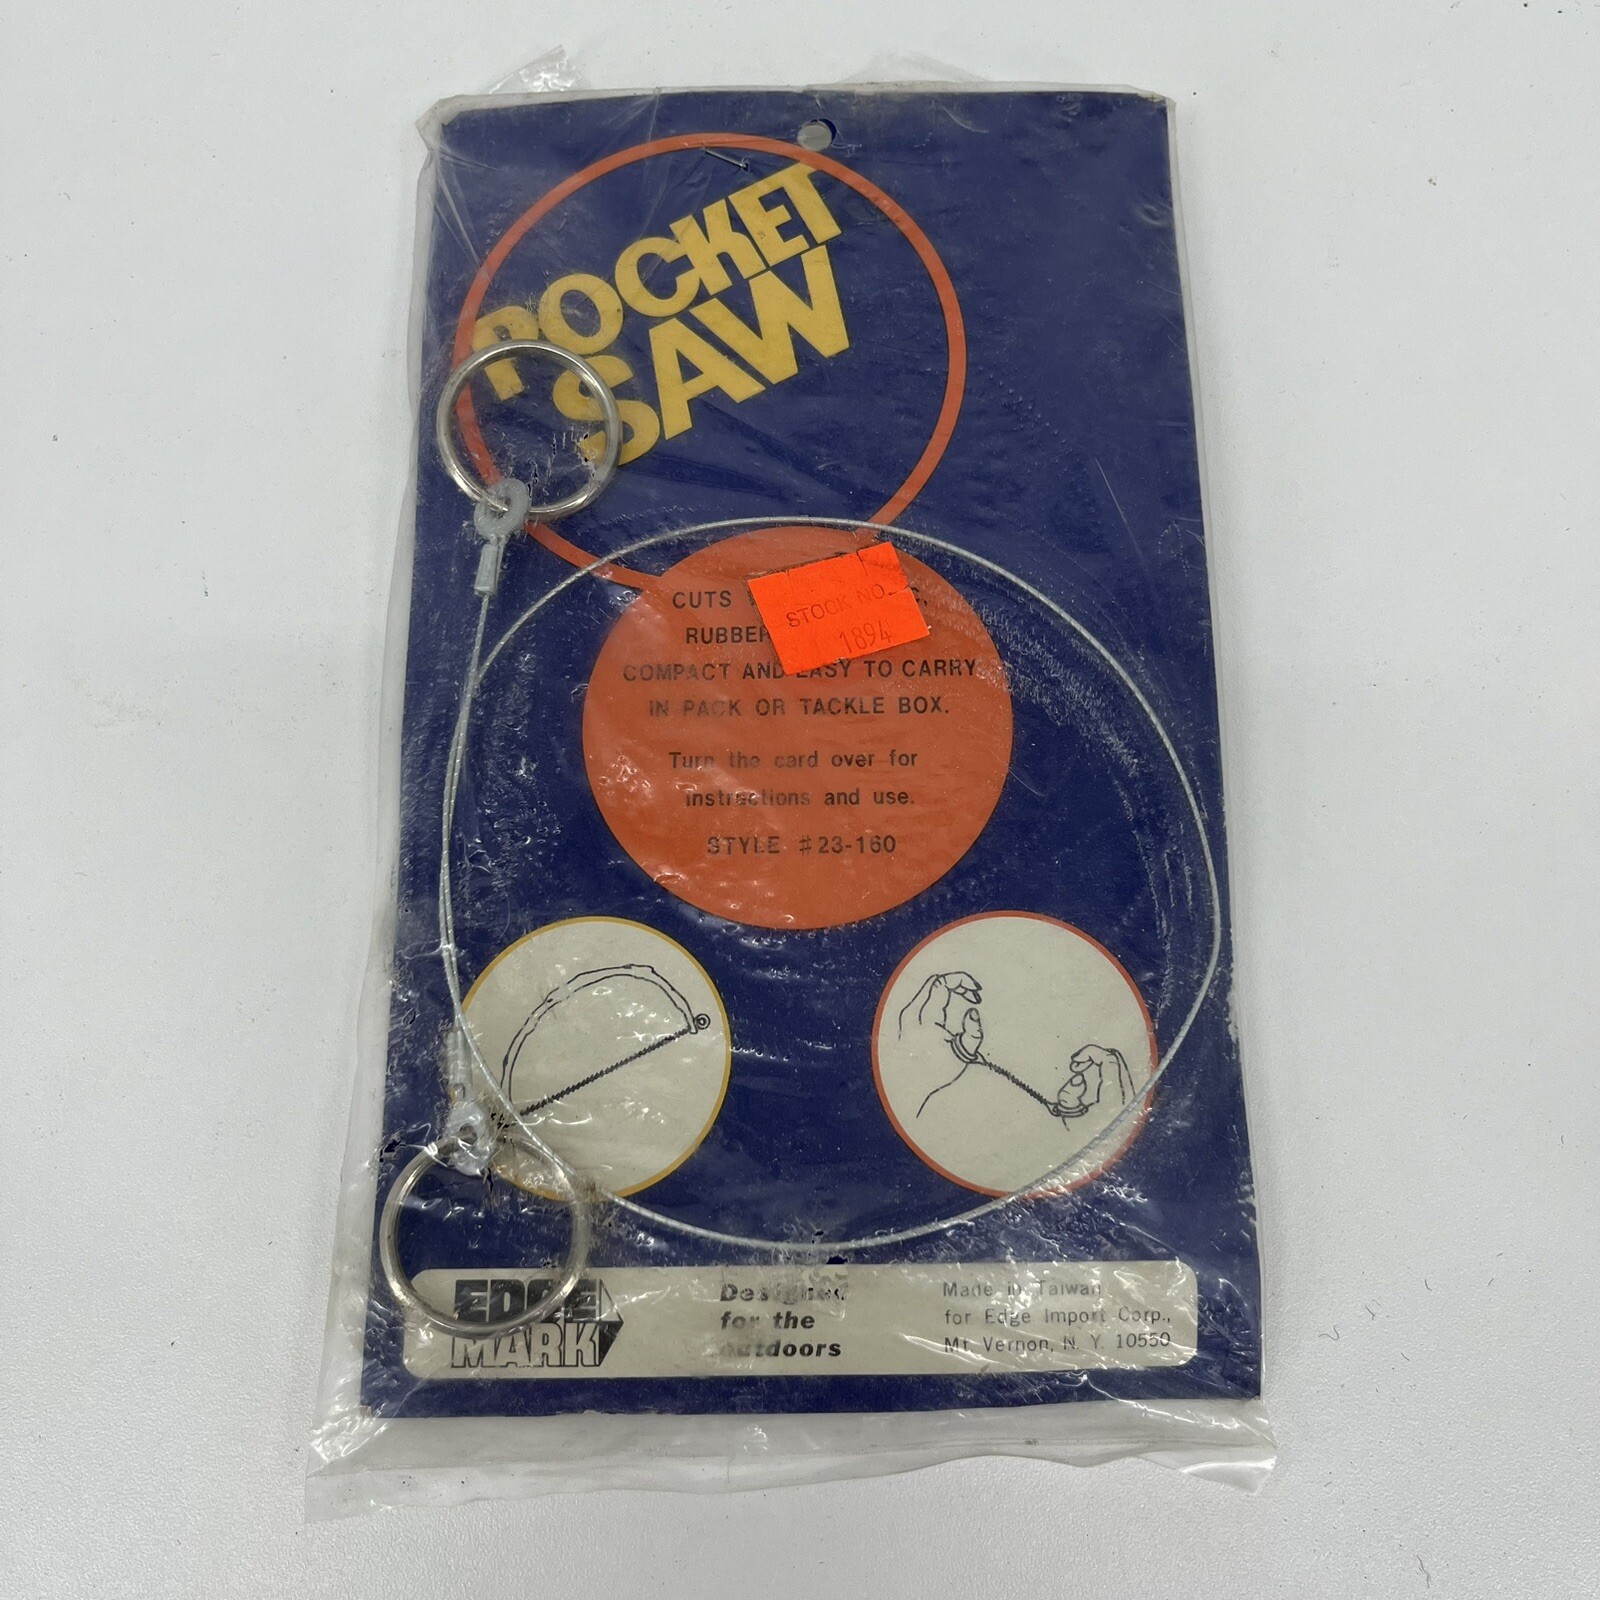 POCKET
SAW
CUTS
STOCK NO.
RUBBER
1894
COMPACT AND EASY TO CARRY
IN PACK OR TACKLE BOX.
Turn the card over for
instructions and use.
STYLE #23-160
EDGE
MARK
Designed
for the
outdoors
Made in Taiwan
for Edge Import Corp.,
Mt. Vernon, N. Y. 10550